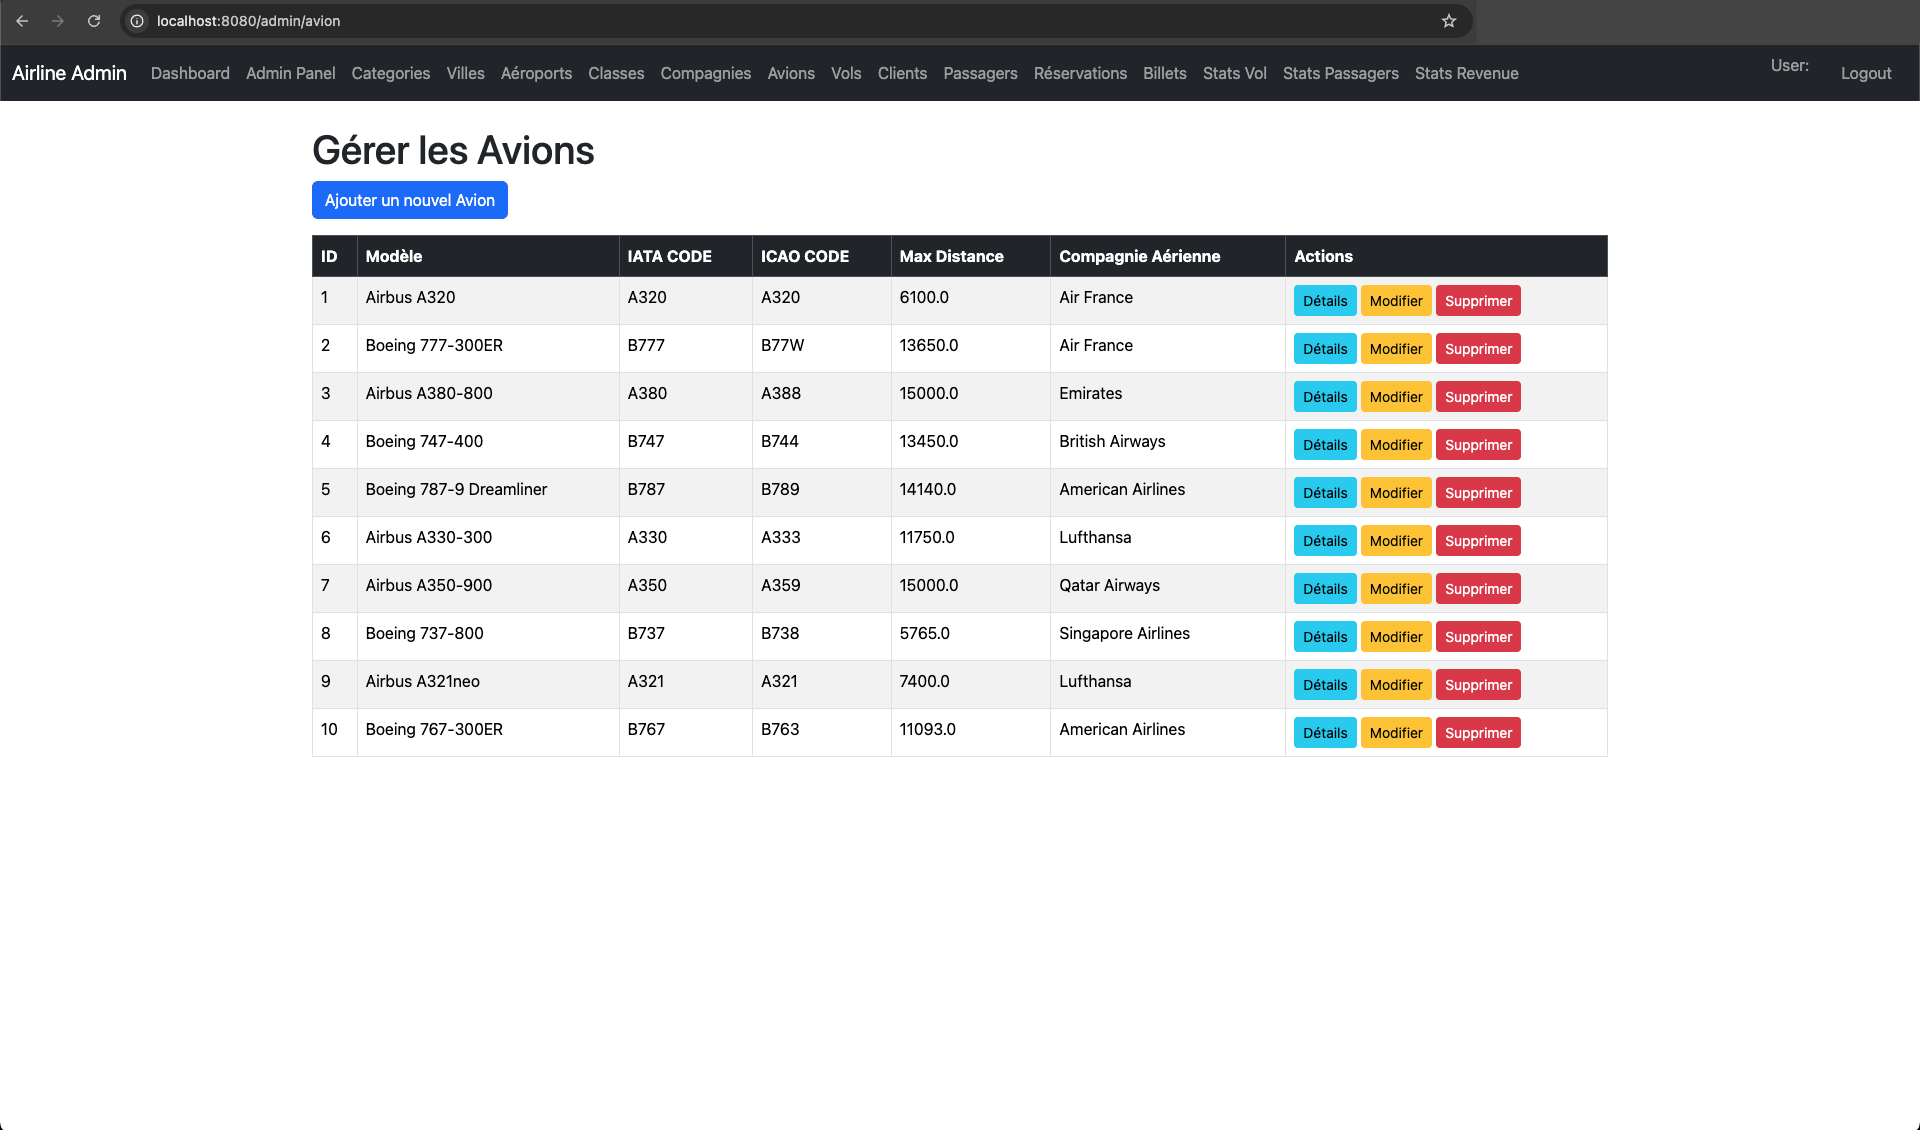 localhost:8080/admin/avion
Airline Admin Dashboard Admin Panel Categories Villes Aéroports Classes Compagnies Avions Vols Clients Passagers Réservations Billets Stats Vol Stats Passagers Stats Revenue User: Logout
Gérer les Avions
Ajouter un nouvel Avion
ID Modèle IATA CODE ICAO CODE Max Distance Compagnie Aérienne Actions
1 Airbus A320 A320 A320 6100.0 Air France Détails Modifier Supprimer
2 Boeing 777-300ER B777 B77W 13650.0 Air France Détails Modifier Supprimer
3 Airbus A380-800 A380 A388 15000.0 Emirates Détails Modifier Supprimer
4 Boeing 747-400 B747 B744 13450.0 British Airways Détails Modifier Supprimer
5 Boeing 787-9 Dreamliner B787 B789 14140.0 American Airlines Détails Modifier Supprimer
6 Airbus A330-300 A330 A333 11750.0 Lufthansa Détails Modifier Supprimer
7 Airbus A350-900 A350 A359 15000.0 Qatar Airways Détails Modifier Supprimer
8 Boeing 737-800 B737 B738 5765.0 Singapore Airlines Détails Modifier Supprimer
9 Airbus A321neo A321 A321 7400.0 Lufthansa Détails Modifier Supprimer
10 Boeing 767-300ER B767 B763 11093.0 American Airlines Détails Modifier Supprimer